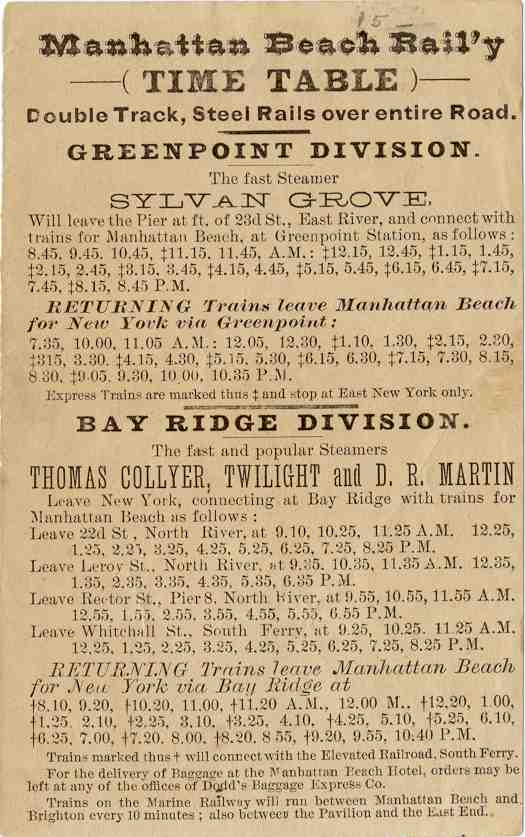 15–
Manhattan Beach Rail'y
( TIME TABLE )
Double Track, Steel Rails over entire Road.
GREENPOINT DIVISION.
The fast Steamer
SYLVAN GROVE,
Will leave the Pier at ft. of 23d St., East River, and connect with
trains for Manhattan Beach, at Greenpoint Station, as follows :
8.45, 9.45. 10.45, ‡11.15. 11.45, A.M.: ‡12.15, 12.45, ‡1.15, 1.45,
‡2.15, 2.45, ‡3.15, 3.45, ‡4.15, 4.45, ‡5.15, 5.45, ‡6.15, 6.45, ‡7.15,
7.45, ‡8.15, 8.45 P.M.
RETURNING Trains leave Manhattan Beach
for New York via Greenpoint :
7.35, 10.00, 11.05 A.M.: 12.05, 12.30, ‡1.10, 1.30, ‡2.15, 2.30,
‡315, 3.30, ‡4.15, 4.30, ‡5.15, 5.30, ‡6.15, 6.30, ‡7.15, 7.30, 8.15,
8 30, ‡9.05, 9.30, 10.00, 10.35 P.M.
Express Trains are marked thus ‡ and stop at East New York only.
BAY RIDGE DIVISION.
The fast and popular Steamers
THOMAS COLLYER, TWILIGHT and D. R. MARTIN
Leave New York, connecting at Bay Ridge with trains for
Manhattan Beach as follows :
Leave 22d St , North River, at 9.10, 10.25, 11.25 A.M. 12.25,
1.25, 2.25, 3.25, 4.25, 5.25, 6.25, 7.25, 8.25 P.M.
Leave Leroy St., North River, at 9.35. 10.35, 11.35 A.M. 12.35,
1.35, 2.35, 3.35, 4.35, 5.35, 6.35 P.M.
Leave Rector St., Pier 8, North River, at 9.55, 10.55, 11.55 A.M.
12.55, 1.55, 2.55, 3.55, 4.55, 5.55, 6.55 P.M.
Leave Whitehall St., South Ferry, at 9.25, 10.25. 11.25 A.M.
12.25, 1.25, 2.25, 3.25, 4.25, 5.25, 6.25, 7.25, 8.25 P.M.
RETURNING Trains leave Manhattan Beach
for New York via Bay Ridge at
†8.10, 9.20, †10.20, 11.00, †11.20 A.M., 12.00 M., †12.20, 1.00,
†1.25, 2.10, †2.25, 3.10, †3.25, 4.10, †4.25, 5.10, †5.25, 6.10,
†6.25, 7.00, †7.20, 8.00, †8.20, 8 55, †9.20, 9.55, 10.40 P.M.
Trains marked thus † will connect with the Elevated Railroad, South Ferry.
For the delivery of Baggage at the Manhattan Beach Hotel, orders may be
left at any of the offices of Dodd's Baggage Express Co.
Trains on the Marine Railway will run between Manhattan Beach and
Brighton every 10 minutes ; also between the Pavilion and the East End.